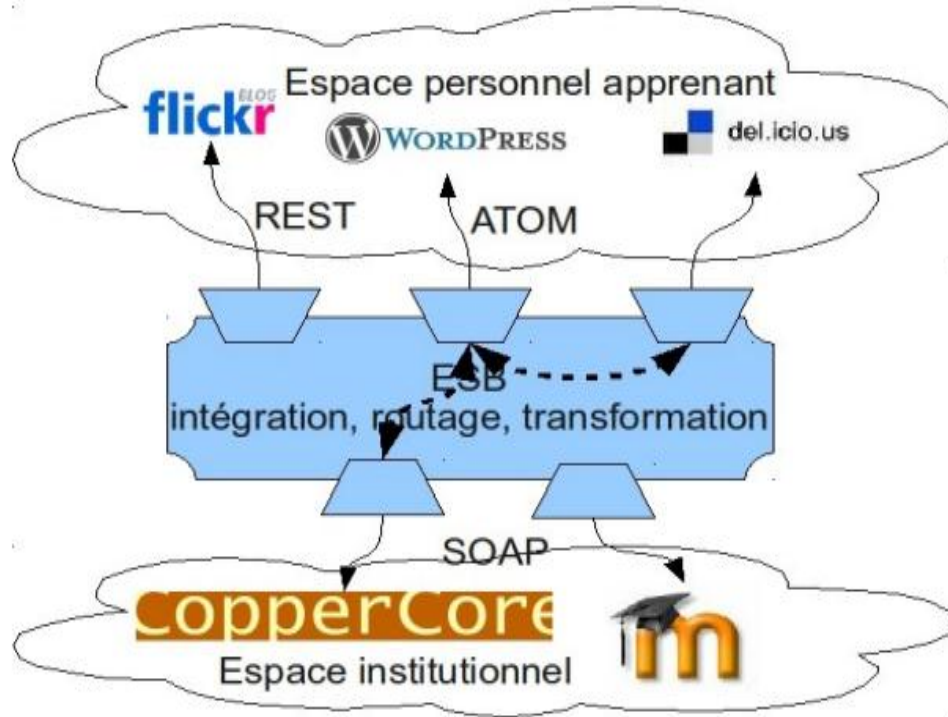 Espace personnel apprenant
BLOG
flickr
WORDPRESS
del.icio.us
REST
ATOM
ESB
intégration, routage, transformation
SOAP
CopperCore
m
Espace institutionnel